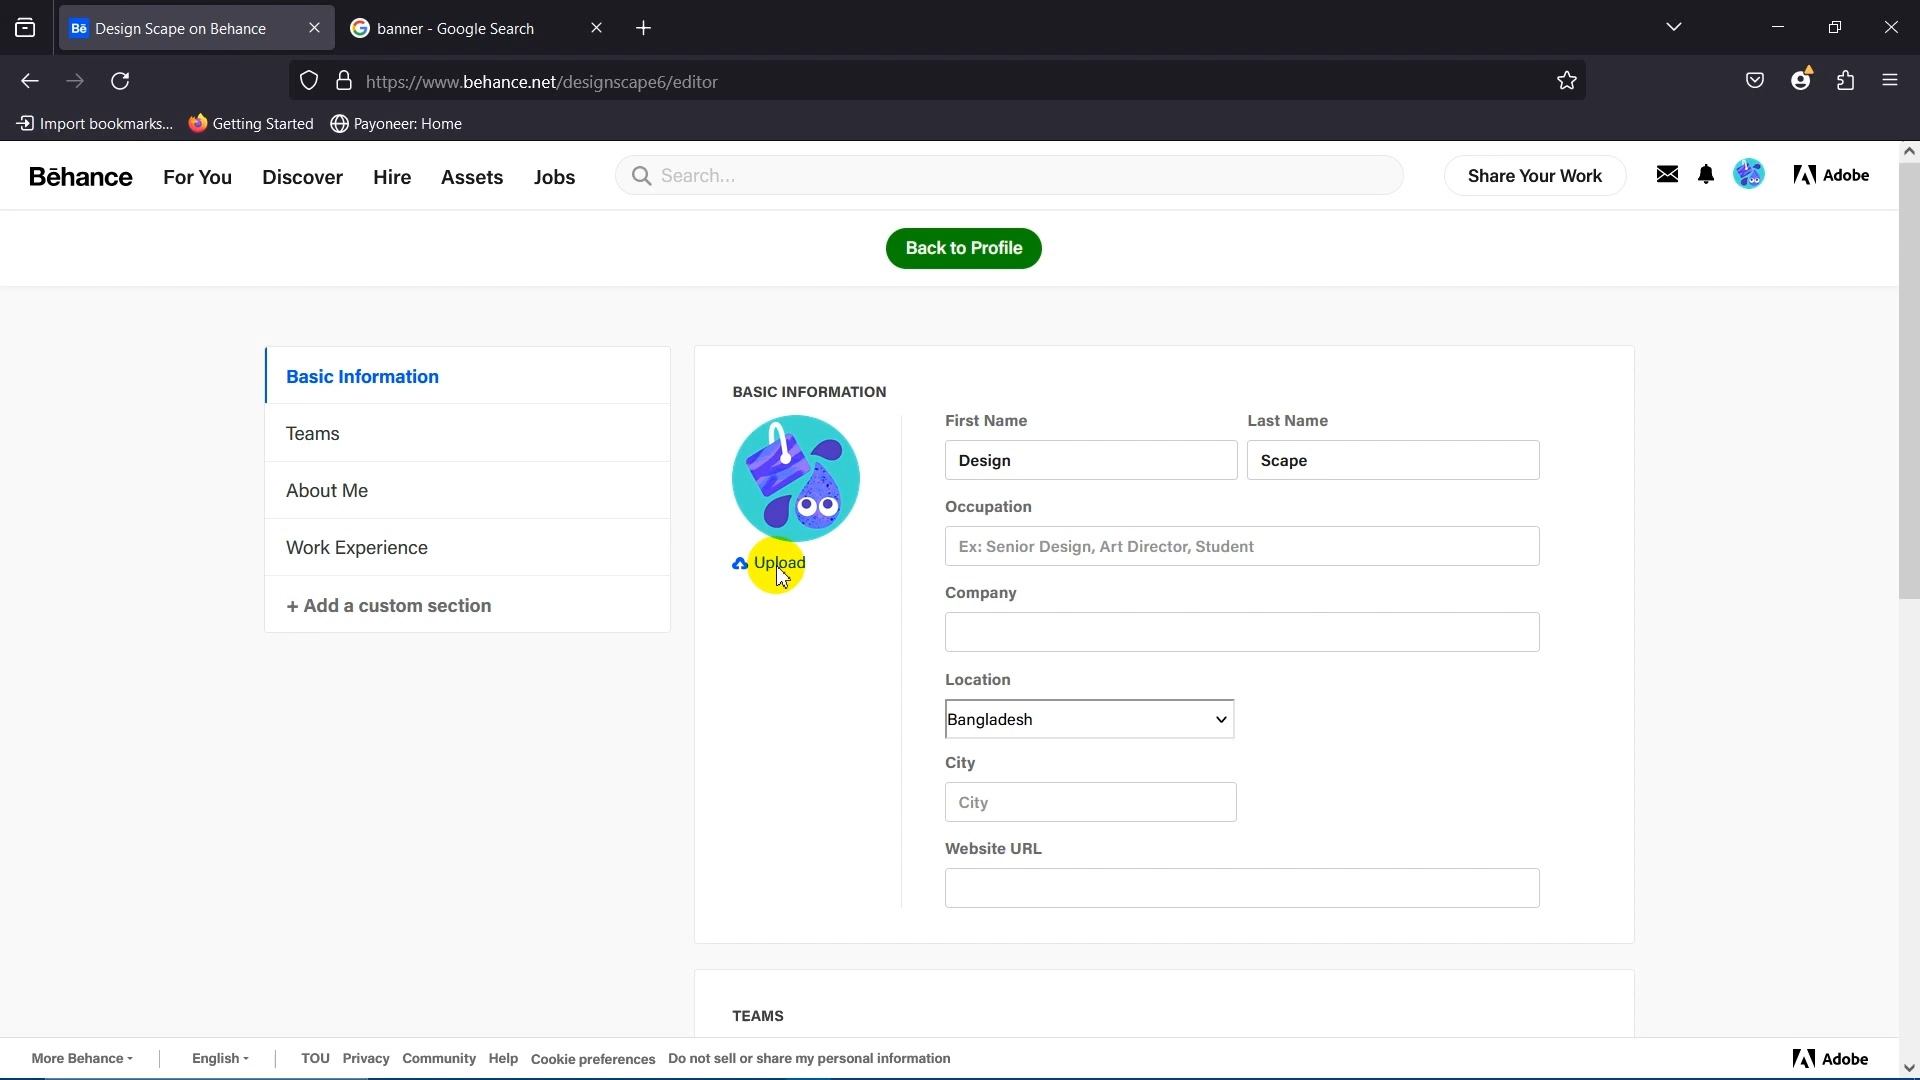 Bē Design Scape on Behance
banner - Google Search
https://www.behance.net/designscape6/editor
Import bookmarks...
Getting Started
Payoneer: Home
Bēhance
For You
Discover
Hire
Assets
Jobs
Search...
Share Your Work
Adobe
Back to Profile
Basic Information
Teams
About Me
Work Experience
+ Add a custom section
BASIC INFORMATION
Upload
First Name
Last Name
Design
Scape
Occupation
Ex: Senior Design, Art Director, Student
Company
Location
Bangladesh
City
City
Website URL
TEAMS
More Behance
English
TOU
Privacy
Community
Help
Cookie preferences
Do not sell or share my personal information
Adobe